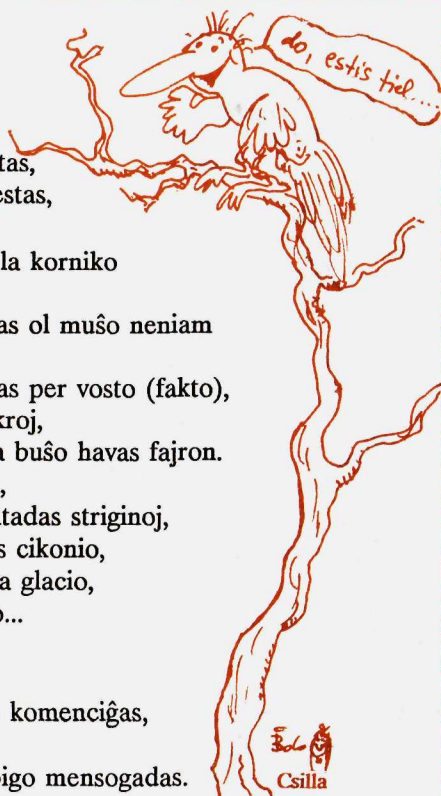 do, estis tiel....
tas,
estas,
la korniko
as ol muŝo neniam
as per vosto (fakto),
kroj,
a buŝo havas fajron.
,
tadas striginoj,
s cikonio,
a glacio,
o...
komenciĝas,
igo mensogadas.
Csilla